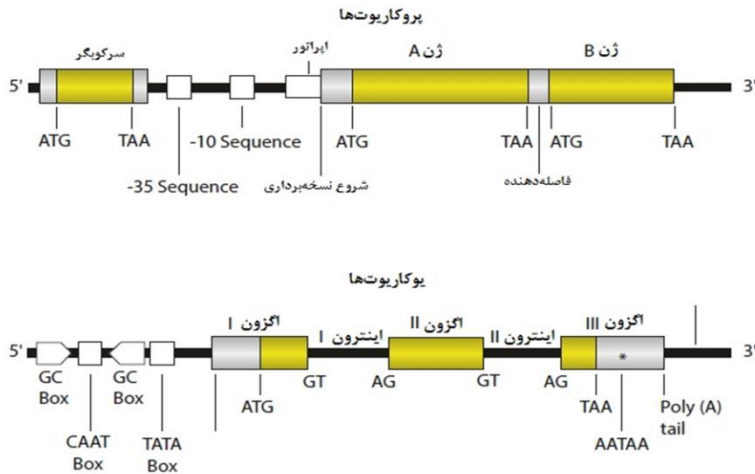 پروکاریوت‌ها
سرکوبگر
اپراتور
ژن A
ژن B
5'
3'
ATG
TAA
-35 Sequence
-10 Sequence
شروع نسخه‌برداری
ATG
TAA
فاصله‌دهنده
ATG
TAA
یوکاریوت‌ها
اگزون I
اینترون I
اگزون II
اینترون II
اگزون III
5'
3'
*
GC
Box
CAAT
Box
GC
Box
TATA
Box
ATG
GT
AG
GT
AG
TAA
AATAA
Poly (A)
tail